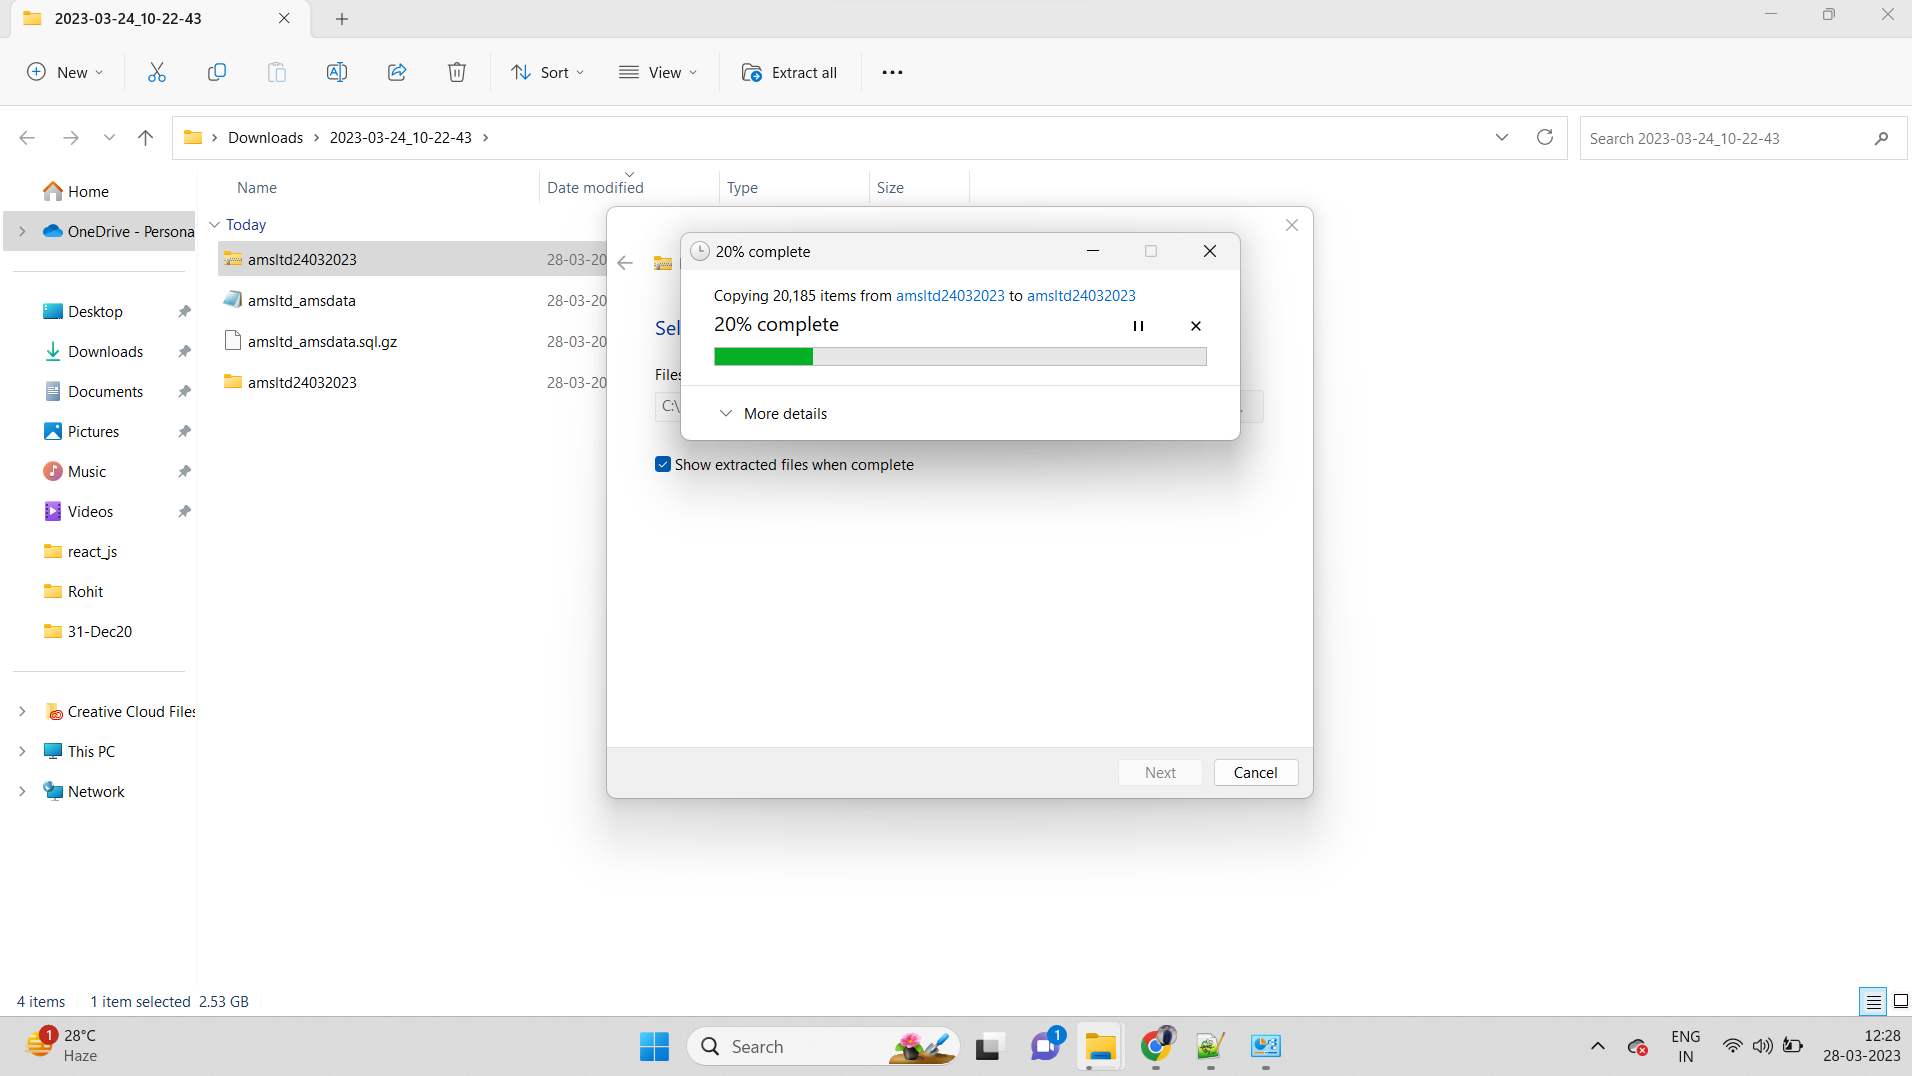 2023-03-24_10-22-43
New
Sort
View
Extract all
Downloads
2023-03-24_10-22-43
Search 2023-03-24_10-22-43
Name
Date modified
Type
Size
Home
OneDrive - Persona
Desktop
Downloads
Documents
Pictures
Music
Videos
react_js
Rohit
31-Dec20
Creative Cloud Files
This PC
Network
Today
amsltd24032023
28-03-20
amsltd_amsdata
28-03-20
amsltd_amsdata.sql.gz
28-03-20
amsltd24032023
28-03-20
20% complete
Copying 20,185 items from amsltd24032023 to amsltd24032023
20% complete
More details
Sel
Files
C:\
Show extracted files when complete
Next
Cancel
4 items
1 item selected 2.53 GB
1
28°C
Haze
Search
1
ENG
IN
12:28
28-03-2023